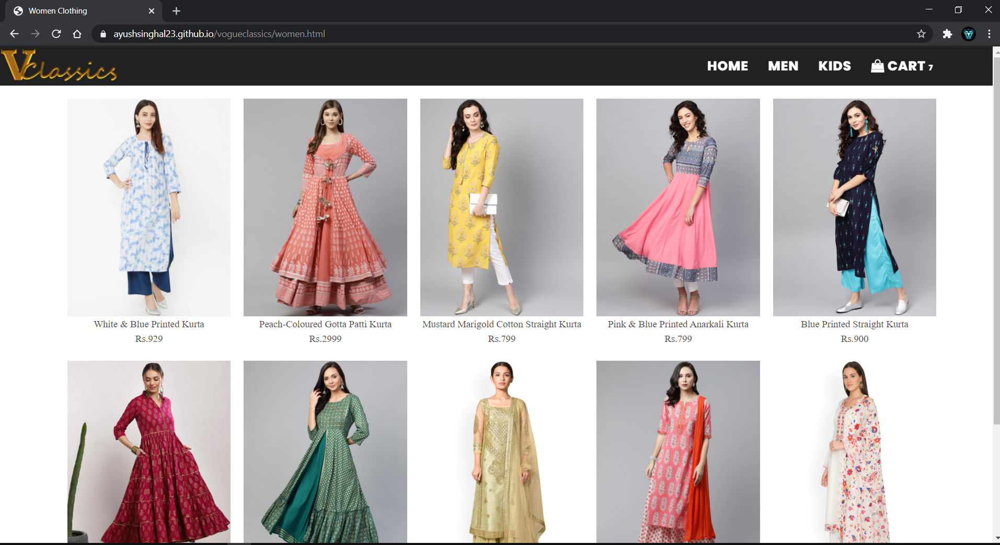 Women Clothing
ayushsinghal23.github.io/vogueclassics/women.html
VClassics
HOME MEN KIDS CART 7
White & Blue Printed Kurta
Rs.929
Peach-Coloured Gotta Patti Kurta
Rs.2999
Mustard Marigold Cotton Straight Kurta
Rs.799
Pink & Blue Printed Anarkali Kurta
Rs.799
Blue Printed Straight Kurta
Rs.900